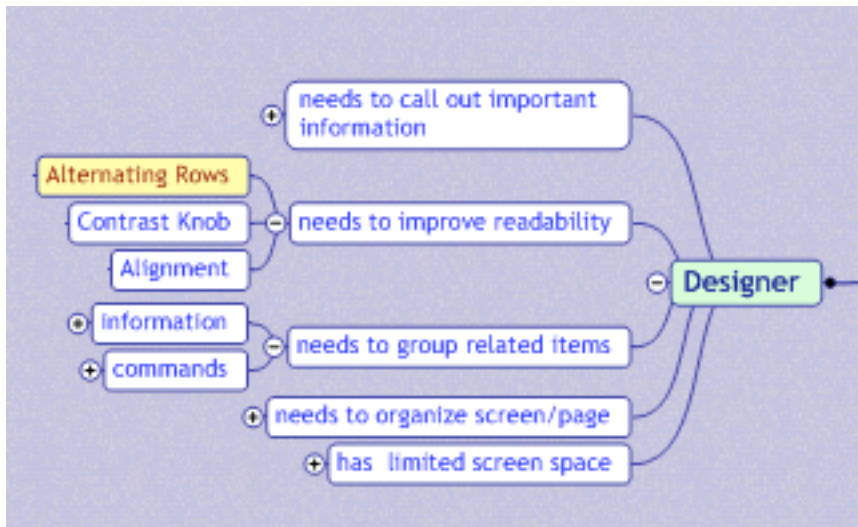 needs to call out important
information
Alternating Rows
Contrast Knob
needs to improve readability
Alignment
Designer
information
needs to group related items
commands
needs to organize screen/page
has limited screen space